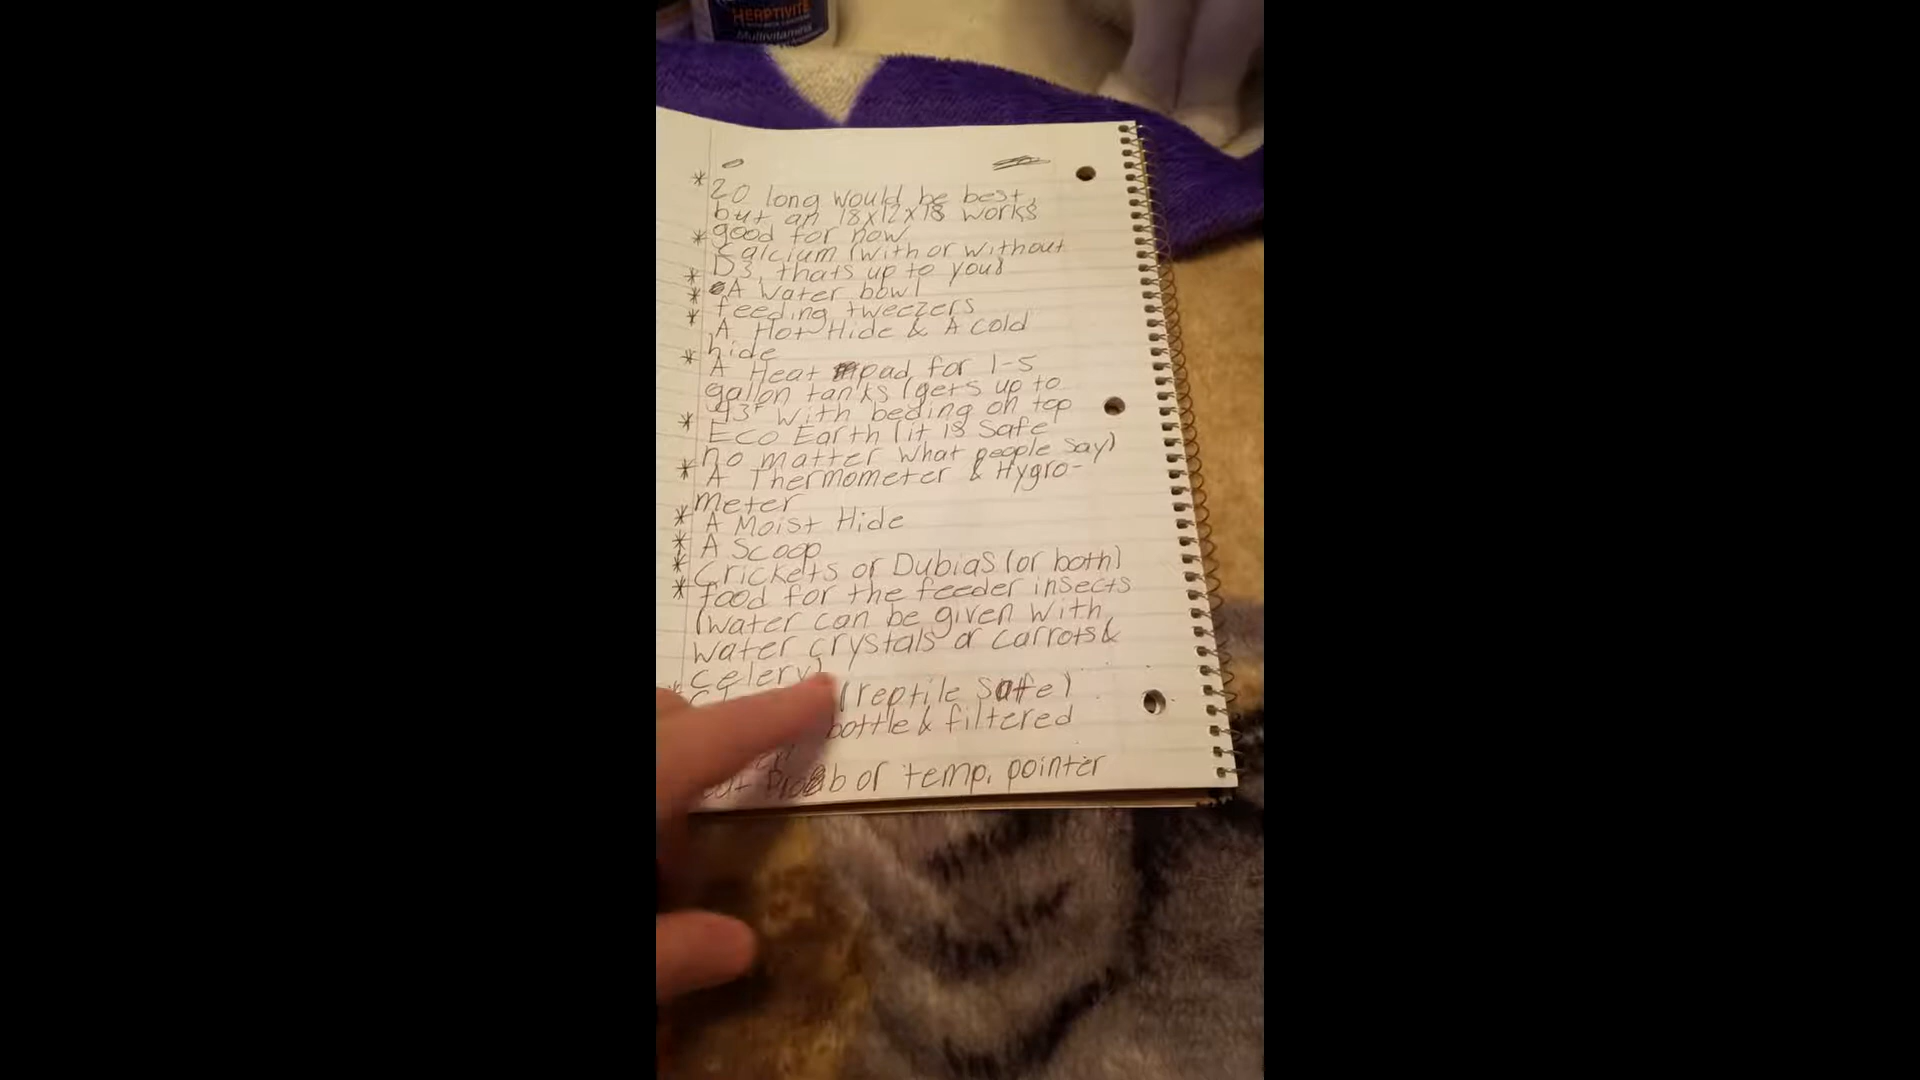 HERPTIVITE
Multivitamins
* 20 long would be best,
but an 18x12x18 works
good for now
* Calcium (with or without
D3, thats up to you)
* A Water bowl
* feeding tweezers
* A Hot Hide & A cold
hide
* A Heat pad for 1-5
gallon tanks (gets up to
93° with beding on top
* Eco Earth (it is safe
no matter what people say)
* A Thermometer & Hygro-
meter
* A Moist Hide
* A Scoop
* Crickets or Dubias (or both)
* food for the feeder insects
(water can be given with
water crystals or carrots &
celery)
(reptile safe)
bottle & filtered
or temp. pointer